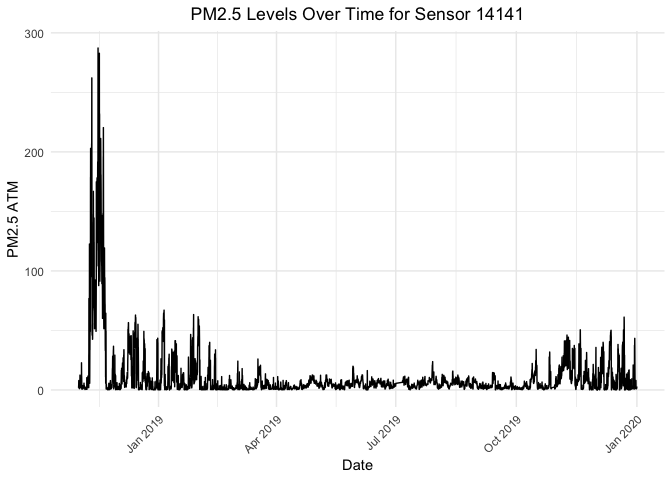 PM2.5 Levels Over Time for Sensor 14141
300
200
100
0
PM2.5 ATM
Jan 2019
Apr 2019
Jul 2019
Oct 2019
Jan 2020
Date